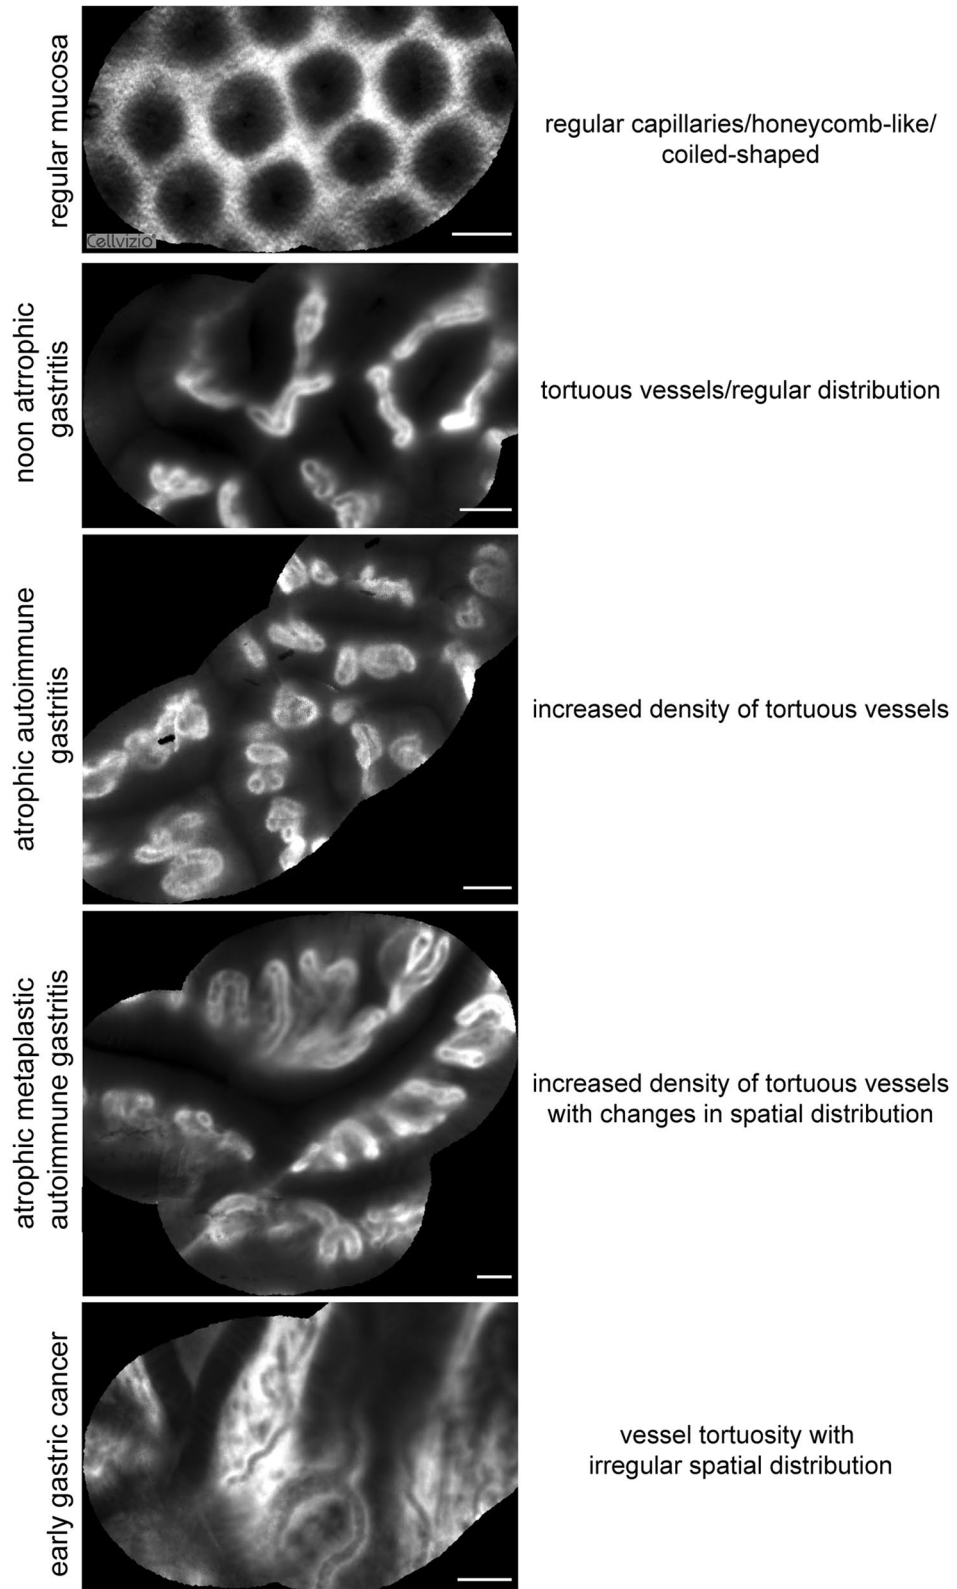 regular mucosa
regular capillaries/honeycomb-like/
coiled-shaped
Cellvizio
noon atrrophic
gastritis
tortuous vessels/regular distribution
atrophic autoimmune
gastritis
increased density of tortuous vessels
atrophic metaplastic
autoimmune gastritis
increased density of tortuous vessels
with changes in spatial distribution
early gastric cancer
vessel tortuosity with
irregular spatial distribution